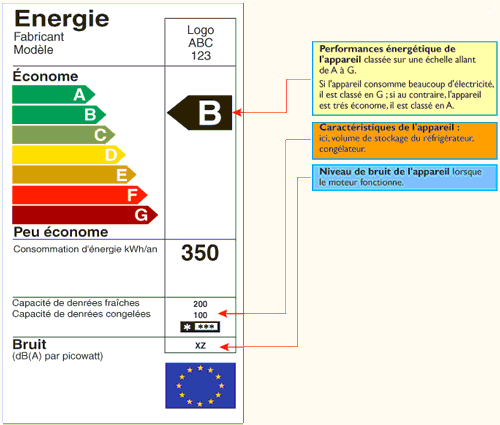 Energie
Fabricant
Modèle
Logo
ABC
123
Économe
A
B
C
D
E
F
G
B
Peu économe
Consommation d'énergie kWh/an
350
Capacité de denrées fraîches
200
Capacité de denrées congelées
100
* ***
Bruit
XZ
(dB(A) par picowatt)
Performances énergétique de
l'appareil classée sur une échelle allant
de A à G.
Si l'appareil consomme beaucoup d'électricité,
il est classé en G ; si au contraire, l'appareil
est très économe, il est classé en A.
Caractéristiques de l'appareil :
ici, volume de stockage du réfrigérateur,
congélateur.
Niveau de bruit de l'appareil lorsque
le moteur fonctionne.